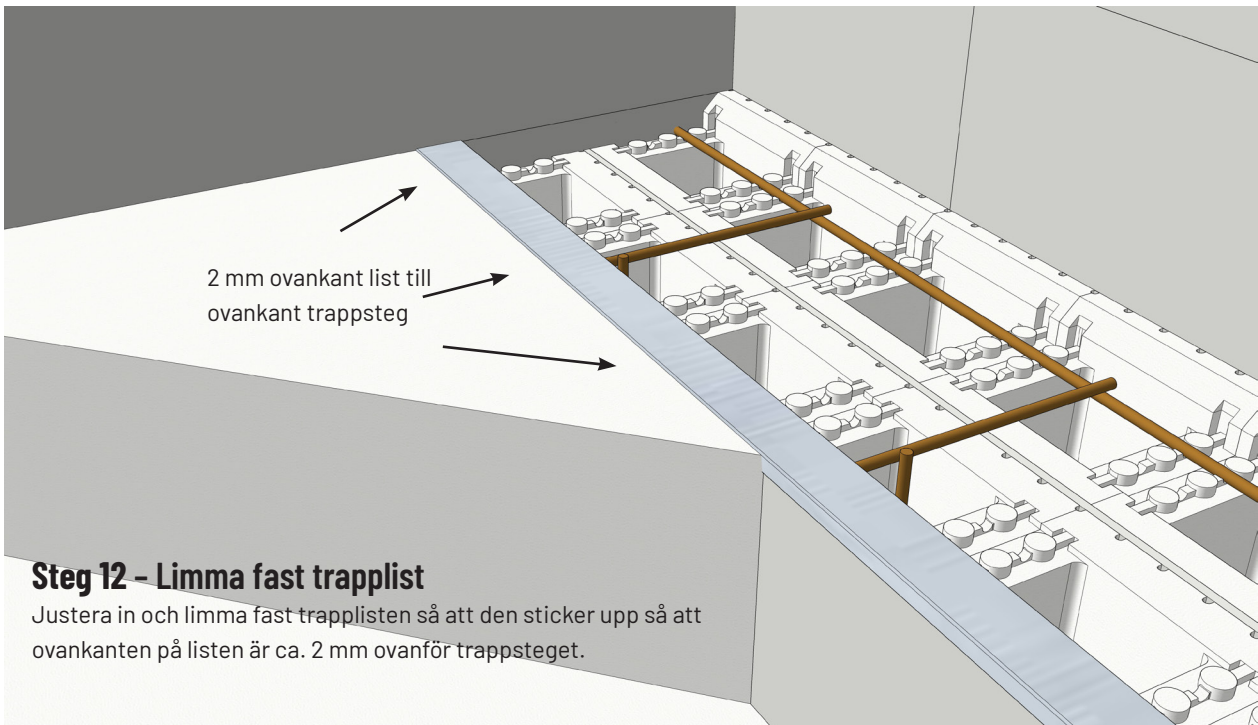 2 mm ovankant list till
ovankant trappsteg
Steg 12 – Limma fast trapplist
Justera in och limma fast trapplisten så att den sticker upp så att
ovankanten på listen är ca. 2 mm ovanför trappsteget.